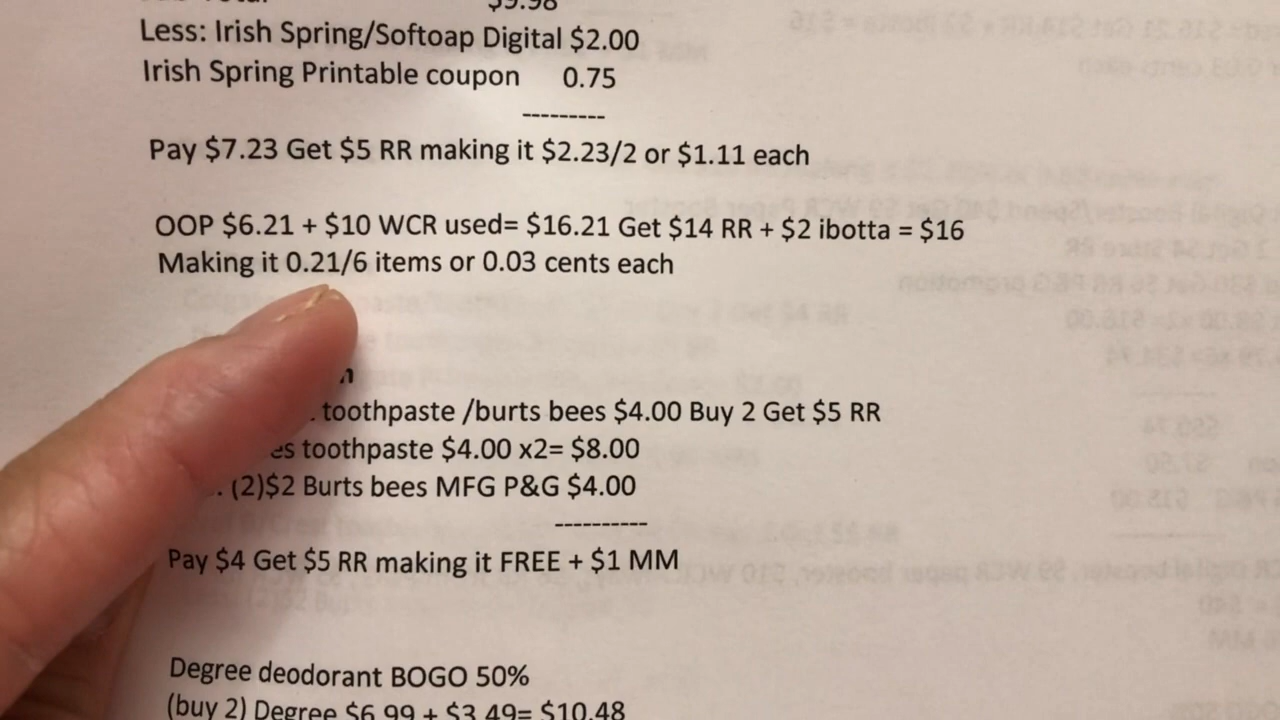 $9.98
Less: Irish Spring/Softoap Digital $2.00
Irish Spring Printable coupon 0.75
---------
Pay $7.23 Get $5 RR making it $2.23/2 or $1.11 each
OOP $6.21 + $10 WCR used= $16.21 Get $14 RR + $2 ibotta = $16
Making it 0.21/6 items or 0.03 cents each
toothpaste /burts bees $4.00 Buy 2 Get $5 RR
es toothpaste $4.00 x2= $8.00
(2)$2 Burts bees MFG P&G $4.00
----------
Pay $4 Get $5 RR making it FREE + $1 MM
Degree deodorant BOGO 50%
(buy 2) Degree $6.99 + $3.49= $10.48